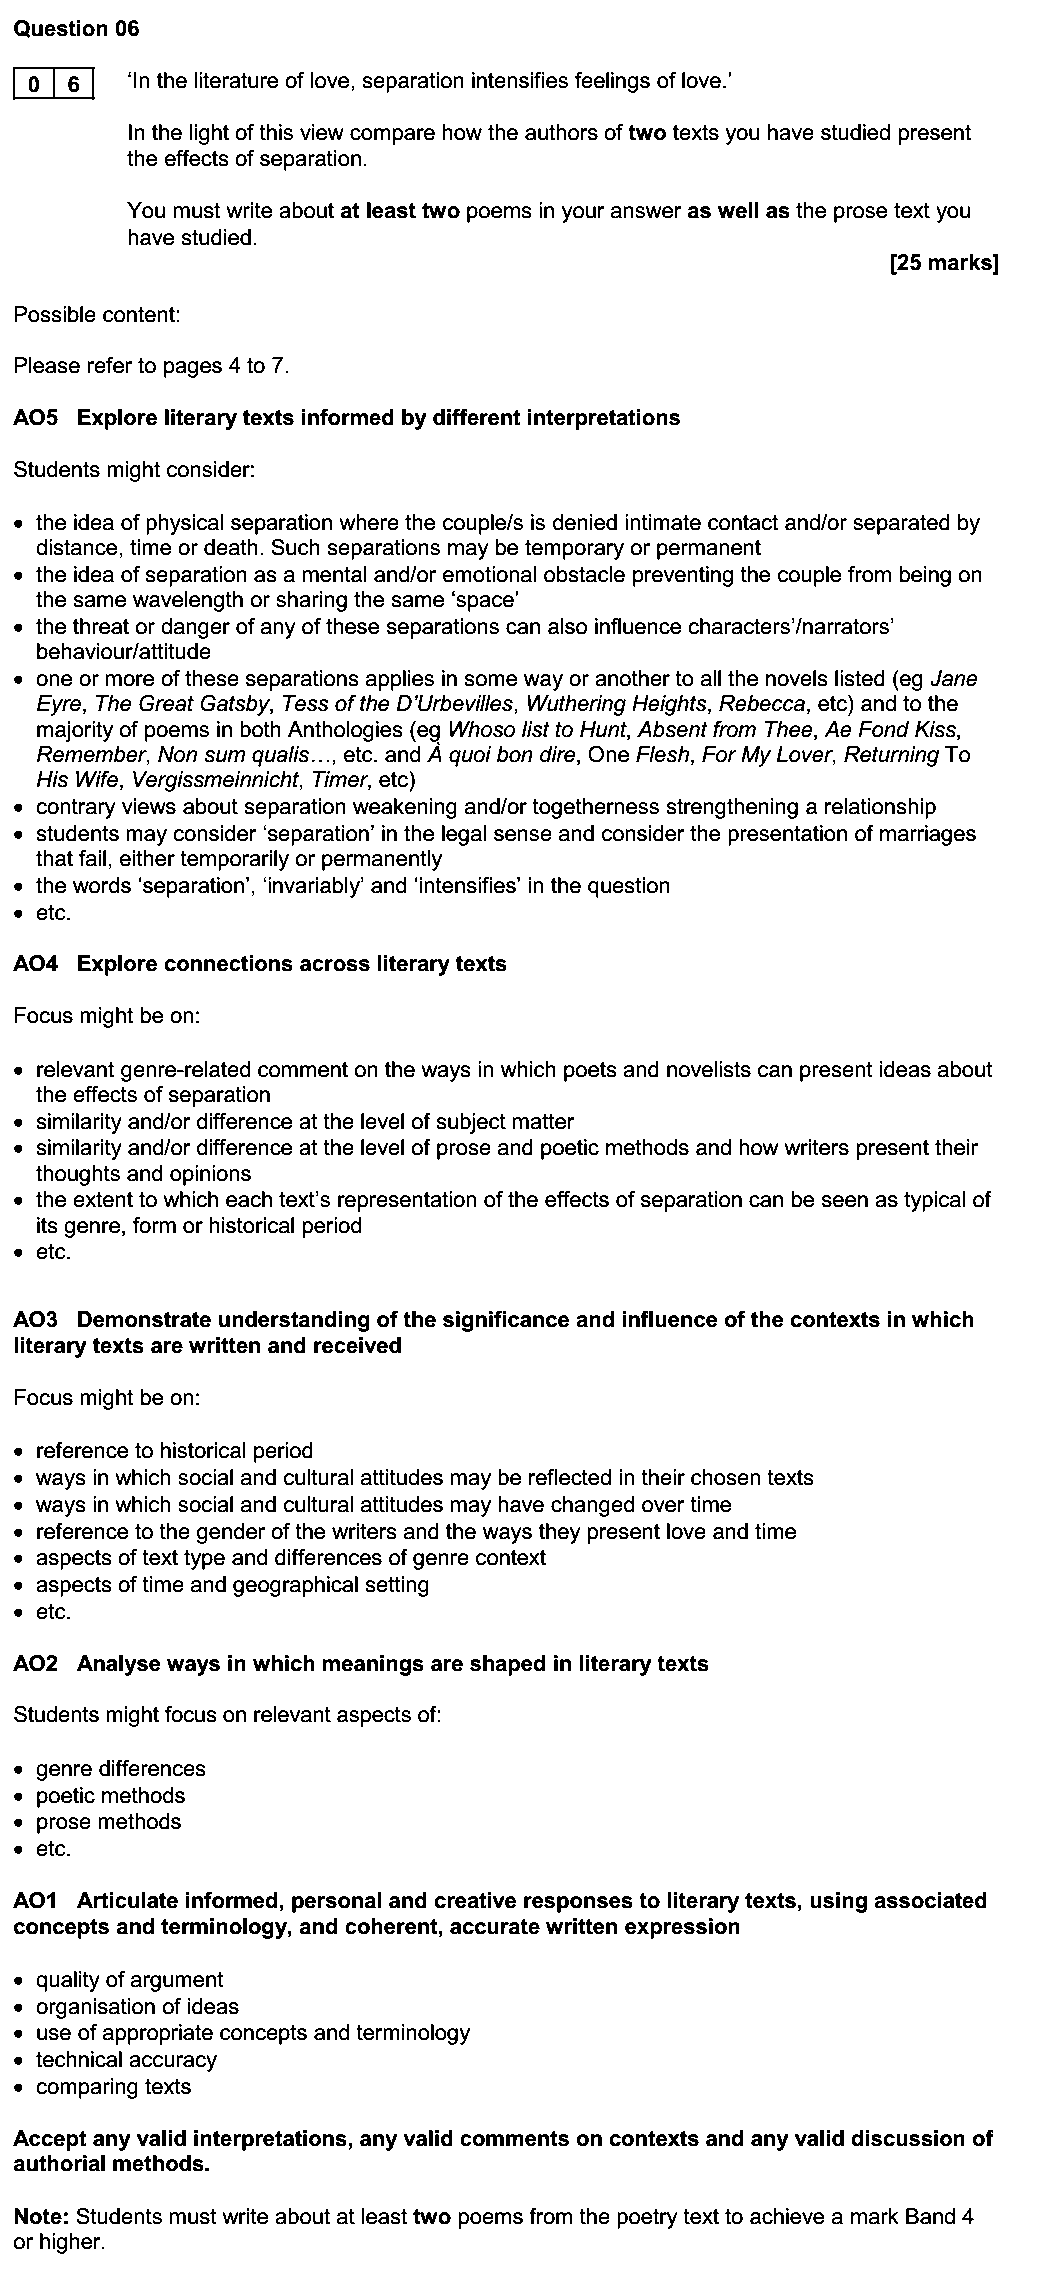 Question 06
0 6 ‘In the literature of love, separation intensifies feelings of love.’
In the light of this view compare how the authors of two texts you have studied present
the effects of separation.
You must write about at least two poems in your answer as well as the prose text you
have studied.
[25 marks]
Possible content:
Please refer to pages 4 to 7.
AO5 Explore literary texts informed by different interpretations
Students might consider:
• the idea of physical separation where the couple/s is denied intimate contact and/or separated by
distance, time or death. Such separations may be temporary or permanent
• the idea of separation as a mental and/or emotional obstacle preventing the couple from being on
the same wavelength or sharing the same ‘space’
• the threat or danger of any of these separations can also influence characters’/narrators’
behaviour/attitude
• one or more of these separations applies in some way or another to all the novels listed (eg Jane
Eyre, The Great Gatsby, Tess of the D’Urbevilles, Wuthering Heights, Rebecca, etc) and to the
majority of poems in both Anthologies (eg Whoso list to Hunt, Absent from Thee, Ae Fond Kiss,
Remember, Non sum qualis…, etc. and À quoi bon dire, One Flesh, For My Lover, Returning To
His Wife, Vergissmeinnicht, Timer, etc)
• contrary views about separation weakening and/or togetherness strengthening a relationship
• students may consider ‘separation’ in the legal sense and consider the presentation of marriages
that fail, either temporarily or permanently
• the words ‘separation’, ‘invariably’ and ‘intensifies’ in the question
• etc.
AO4 Explore connections across literary texts
Focus might be on:
• relevant genre-related comment on the ways in which poets and novelists can present ideas about
the effects of separation
• similarity and/or difference at the level of subject matter
• similarity and/or difference at the level of prose and poetic methods and how writers present their
thoughts and opinions
• the extent to which each text’s representation of the effects of separation can be seen as typical of
its genre, form or historical period
• etc.
AO3 Demonstrate understanding of the significance and influence of the contexts in which
literary texts are written and received
Focus might be on:
• reference to historical period
• ways in which social and cultural attitudes may be reflected in their chosen texts
• ways in which social and cultural attitudes may have changed over time
• reference to the gender of the writers and the ways they present love and time
• aspects of text type and differences of genre context
• aspects of time and geographical setting
• etc.
AO2 Analyse ways in which meanings are shaped in literary texts
Students might focus on relevant aspects of:
• genre differences
• poetic methods
• prose methods
• etc.
AO1 Articulate informed, personal and creative responses to literary texts, using associated
concepts and terminology, and coherent, accurate written expression
• quality of argument
• organisation of ideas
• use of appropriate concepts and terminology
• technical accuracy
• comparing texts
Accept any valid interpretations, any valid comments on contexts and any valid discussion of
authorial methods.
Note: Students must write about at least two poems from the poetry text to achieve a mark Band 4
or higher.